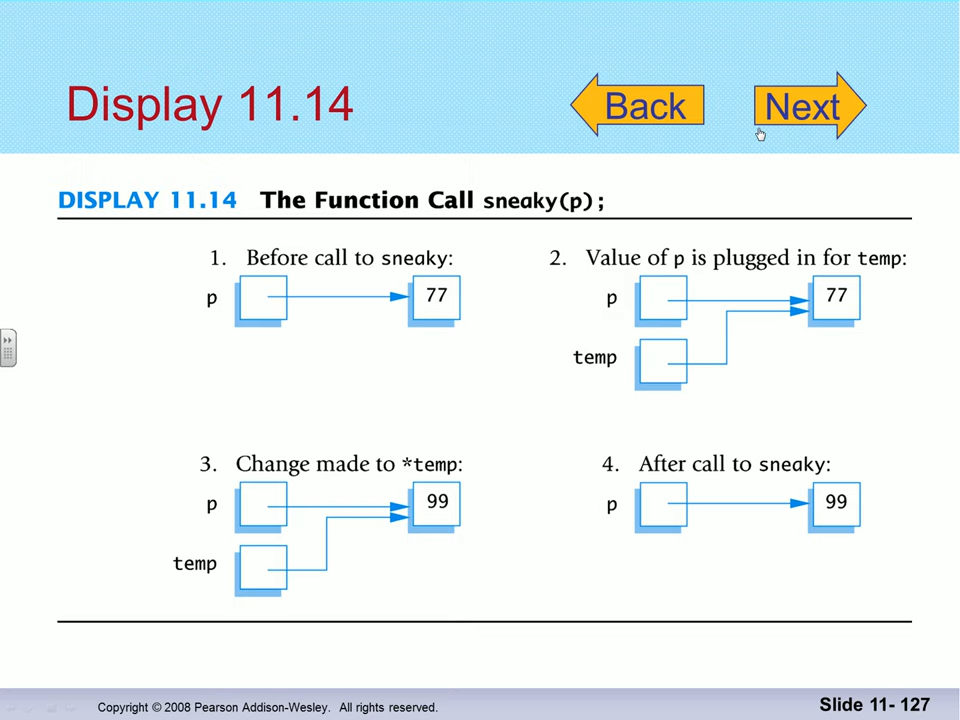 Display 11.14
Back
Next
DISPLAY 11.14 The Function Call sneaky(p);
1. Before call to sneaky:
p
77
2. Value of p is plugged in for temp:
p
77
temp
3. Change made to *temp:
p
99
temp
4. After call to sneaky:
p
99
Copyright © 2008 Pearson Addison-Wesley. All rights reserved.
Slide 11- 127